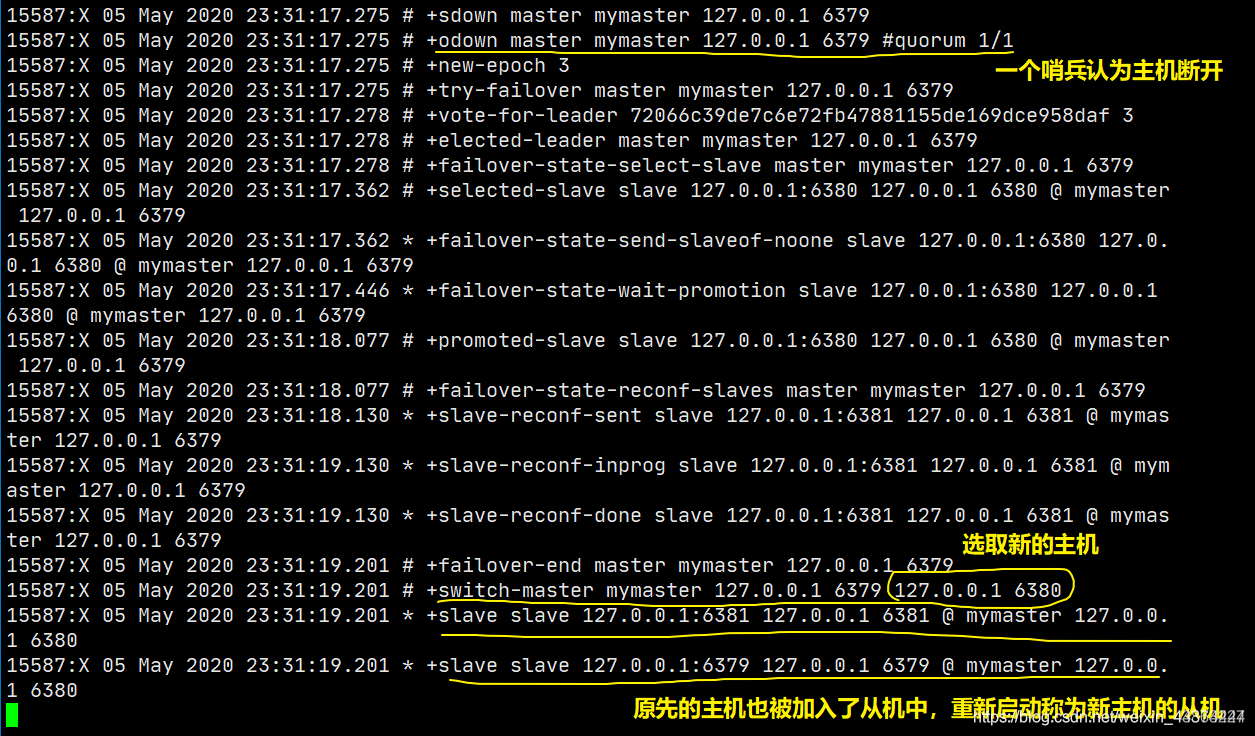 15587:X 05 May 2020 23:31:17.275 # +sdown master mymaster 127.0.0.1 6379
15587:X 05 May 2020 23:31:17.275 # +odown master mymaster 127.0.0.1 6379 #quorum 1/1
一个哨兵认为主机断开
15587:X 05 May 2020 23:31:17.275 # +new-epoch 3
15587:X 05 May 2020 23:31:17.275 # +try-failover master mymaster 127.0.0.1 6379
15587:X 05 May 2020 23:31:17.278 # +vote-for-leader 72066c39de7c6e72fb47881155de169dce958daf 3
15587:X 05 May 2020 23:31:17.278 # +elected-leader master mymaster 127.0.0.1 6379
15587:X 05 May 2020 23:31:17.278 # +failover-state-select-slave master mymaster 127.0.0.1 6379
15587:X 05 May 2020 23:31:17.362 # +selected-slave slave 127.0.0.1:6380 127.0.0.1 6380 @ mymaster
127.0.0.1 6379
15587:X 05 May 2020 23:31:17.362 * +failover-state-send-slaveof-noone slave 127.0.0.1:6380 127.0.
0.1 6380 @ mymaster 127.0.0.1 6379
15587:X 05 May 2020 23:31:17.446 * +failover-state-wait-promotion slave 127.0.0.1:6380 127.0.0.1
6380 @ mymaster 127.0.0.1 6379
15587:X 05 May 2020 23:31:18.077 # +promoted-slave slave 127.0.0.1:6380 127.0.0.1 6380 @ mymaster
127.0.0.1 6379
15587:X 05 May 2020 23:31:18.077 # +failover-state-reconf-slaves master mymaster 127.0.0.1 6379
15587:X 05 May 2020 23:31:18.130 * +slave-reconf-sent slave 127.0.0.1:6381 127.0.0.1 6381 @ mymas
ter 127.0.0.1 6379
15587:X 05 May 2020 23:31:19.130 * +slave-reconf-inprog slave 127.0.0.1:6381 127.0.0.1 6381 @ mym
aster 127.0.0.1 6379
15587:X 05 May 2020 23:31:19.130 * +slave-reconf-done slave 127.0.0.1:6381 127.0.0.1 6381 @ mymas
ter 127.0.0.1 6379
选取新的主机
15587:X 05 May 2020 23:31:19.201 # +failover-end master mymaster 127.0.0.1 6379
15587:X 05 May 2020 23:31:19.201 # +switch-master mymaster 127.0.0.1 6379 127.0.0.1 6380
15587:X 05 May 2020 23:31:19.201 * +slave slave 127.0.0.1:6381 127.0.0.1 6381 @ mymaster 127.0.0.
1 6380
15587:X 05 May 2020 23:31:19.201 * +slave slave 127.0.0.1:6379 127.0.0.1 6379 @ mymaster 127.0.0.
1 6380
原先的主机也被加入了从机中，重新启动称为新主机的从机